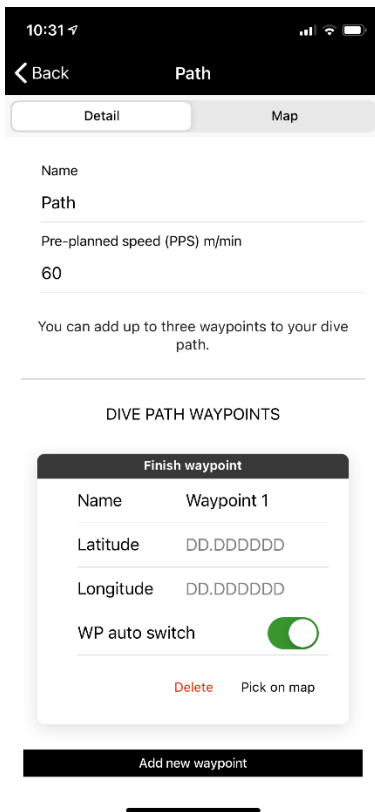 10:31
Back
Path
Detail
Map
Name
Path
Pre-planned speed (PPS) m/min
60
You can add up to three waypoints to your dive
path.
DIVE PATH WAYPOINTS
Finish waypoint
Name Waypoint 1
Latitude DD.DDDDDD
Longitude DD.DDDDDD
WP auto switch
Delete Pick on map
Add new waypoint